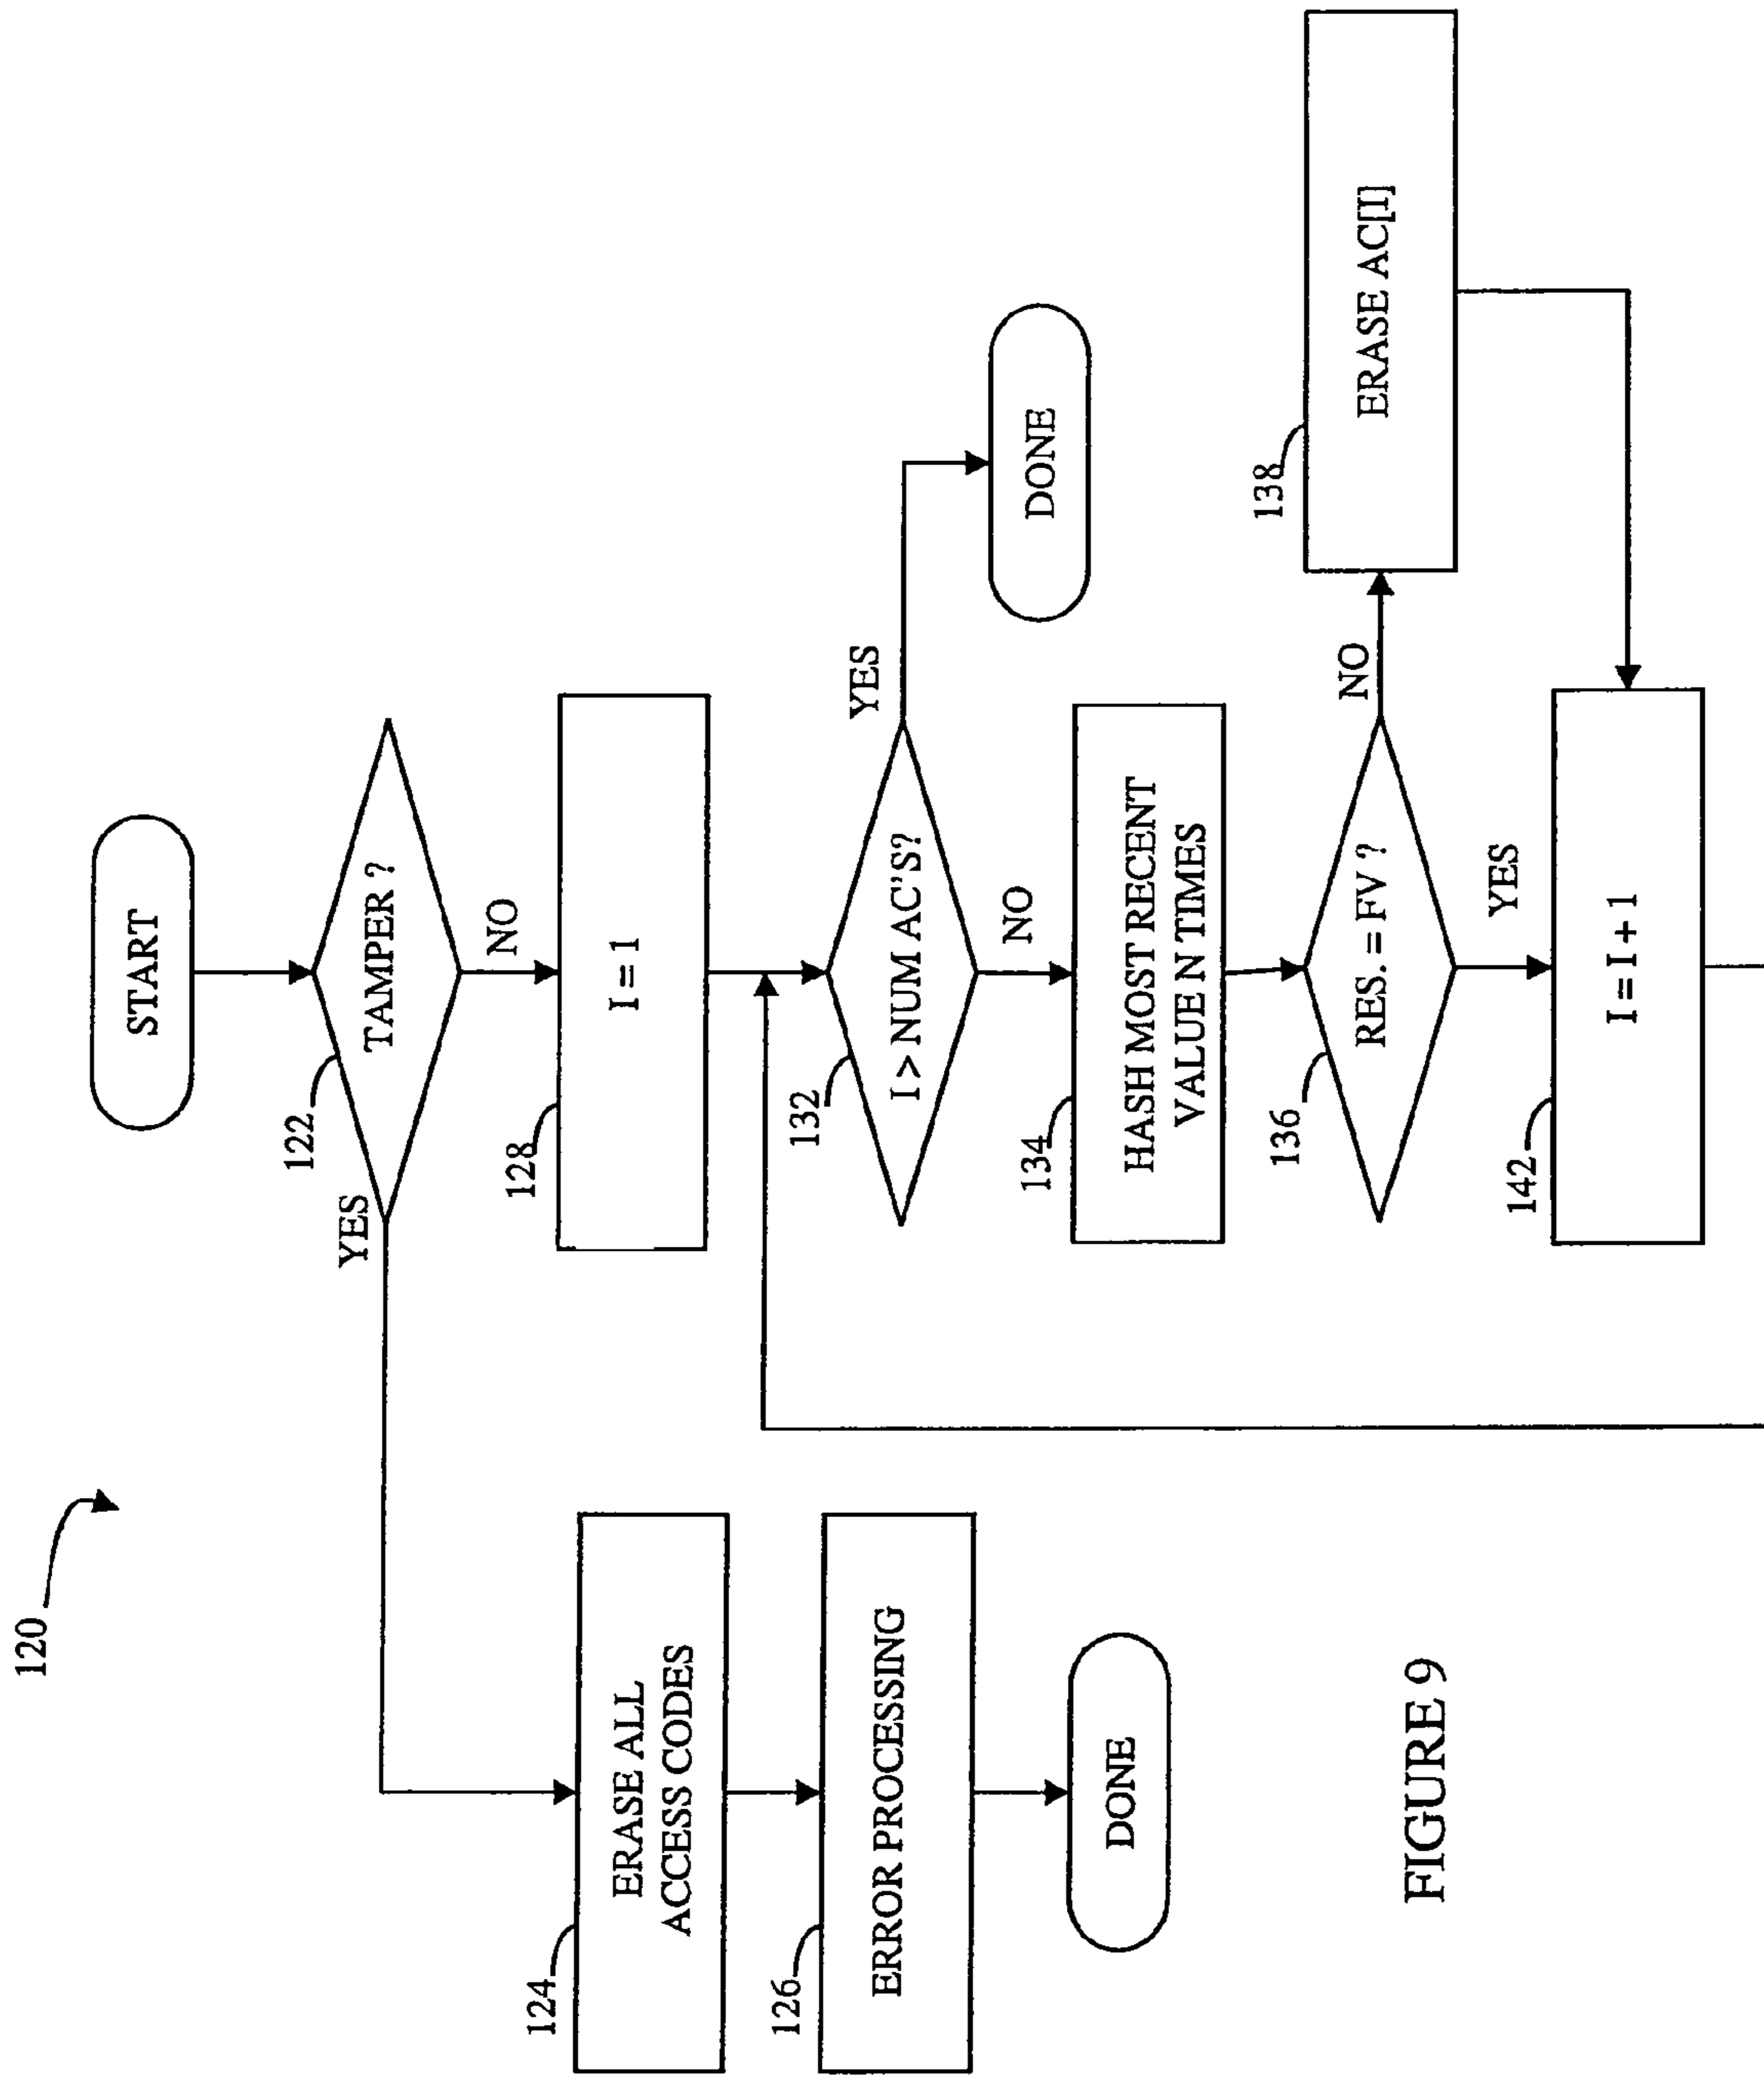 120
START
122
TAMPER ?
YES
NO
124
ERASE ALL
ACCESS CODES
128
I = 1
126
ERROR PROCESSING
132
I > NUM AC'S?
YES
NO
DONE
DONE
134
HASH MOST RECENT
VALUE N TIMES
136
RES. = FV ?
NO
YES
138
ERASE AC[I]
142
I = I + 1
FIGURE 9